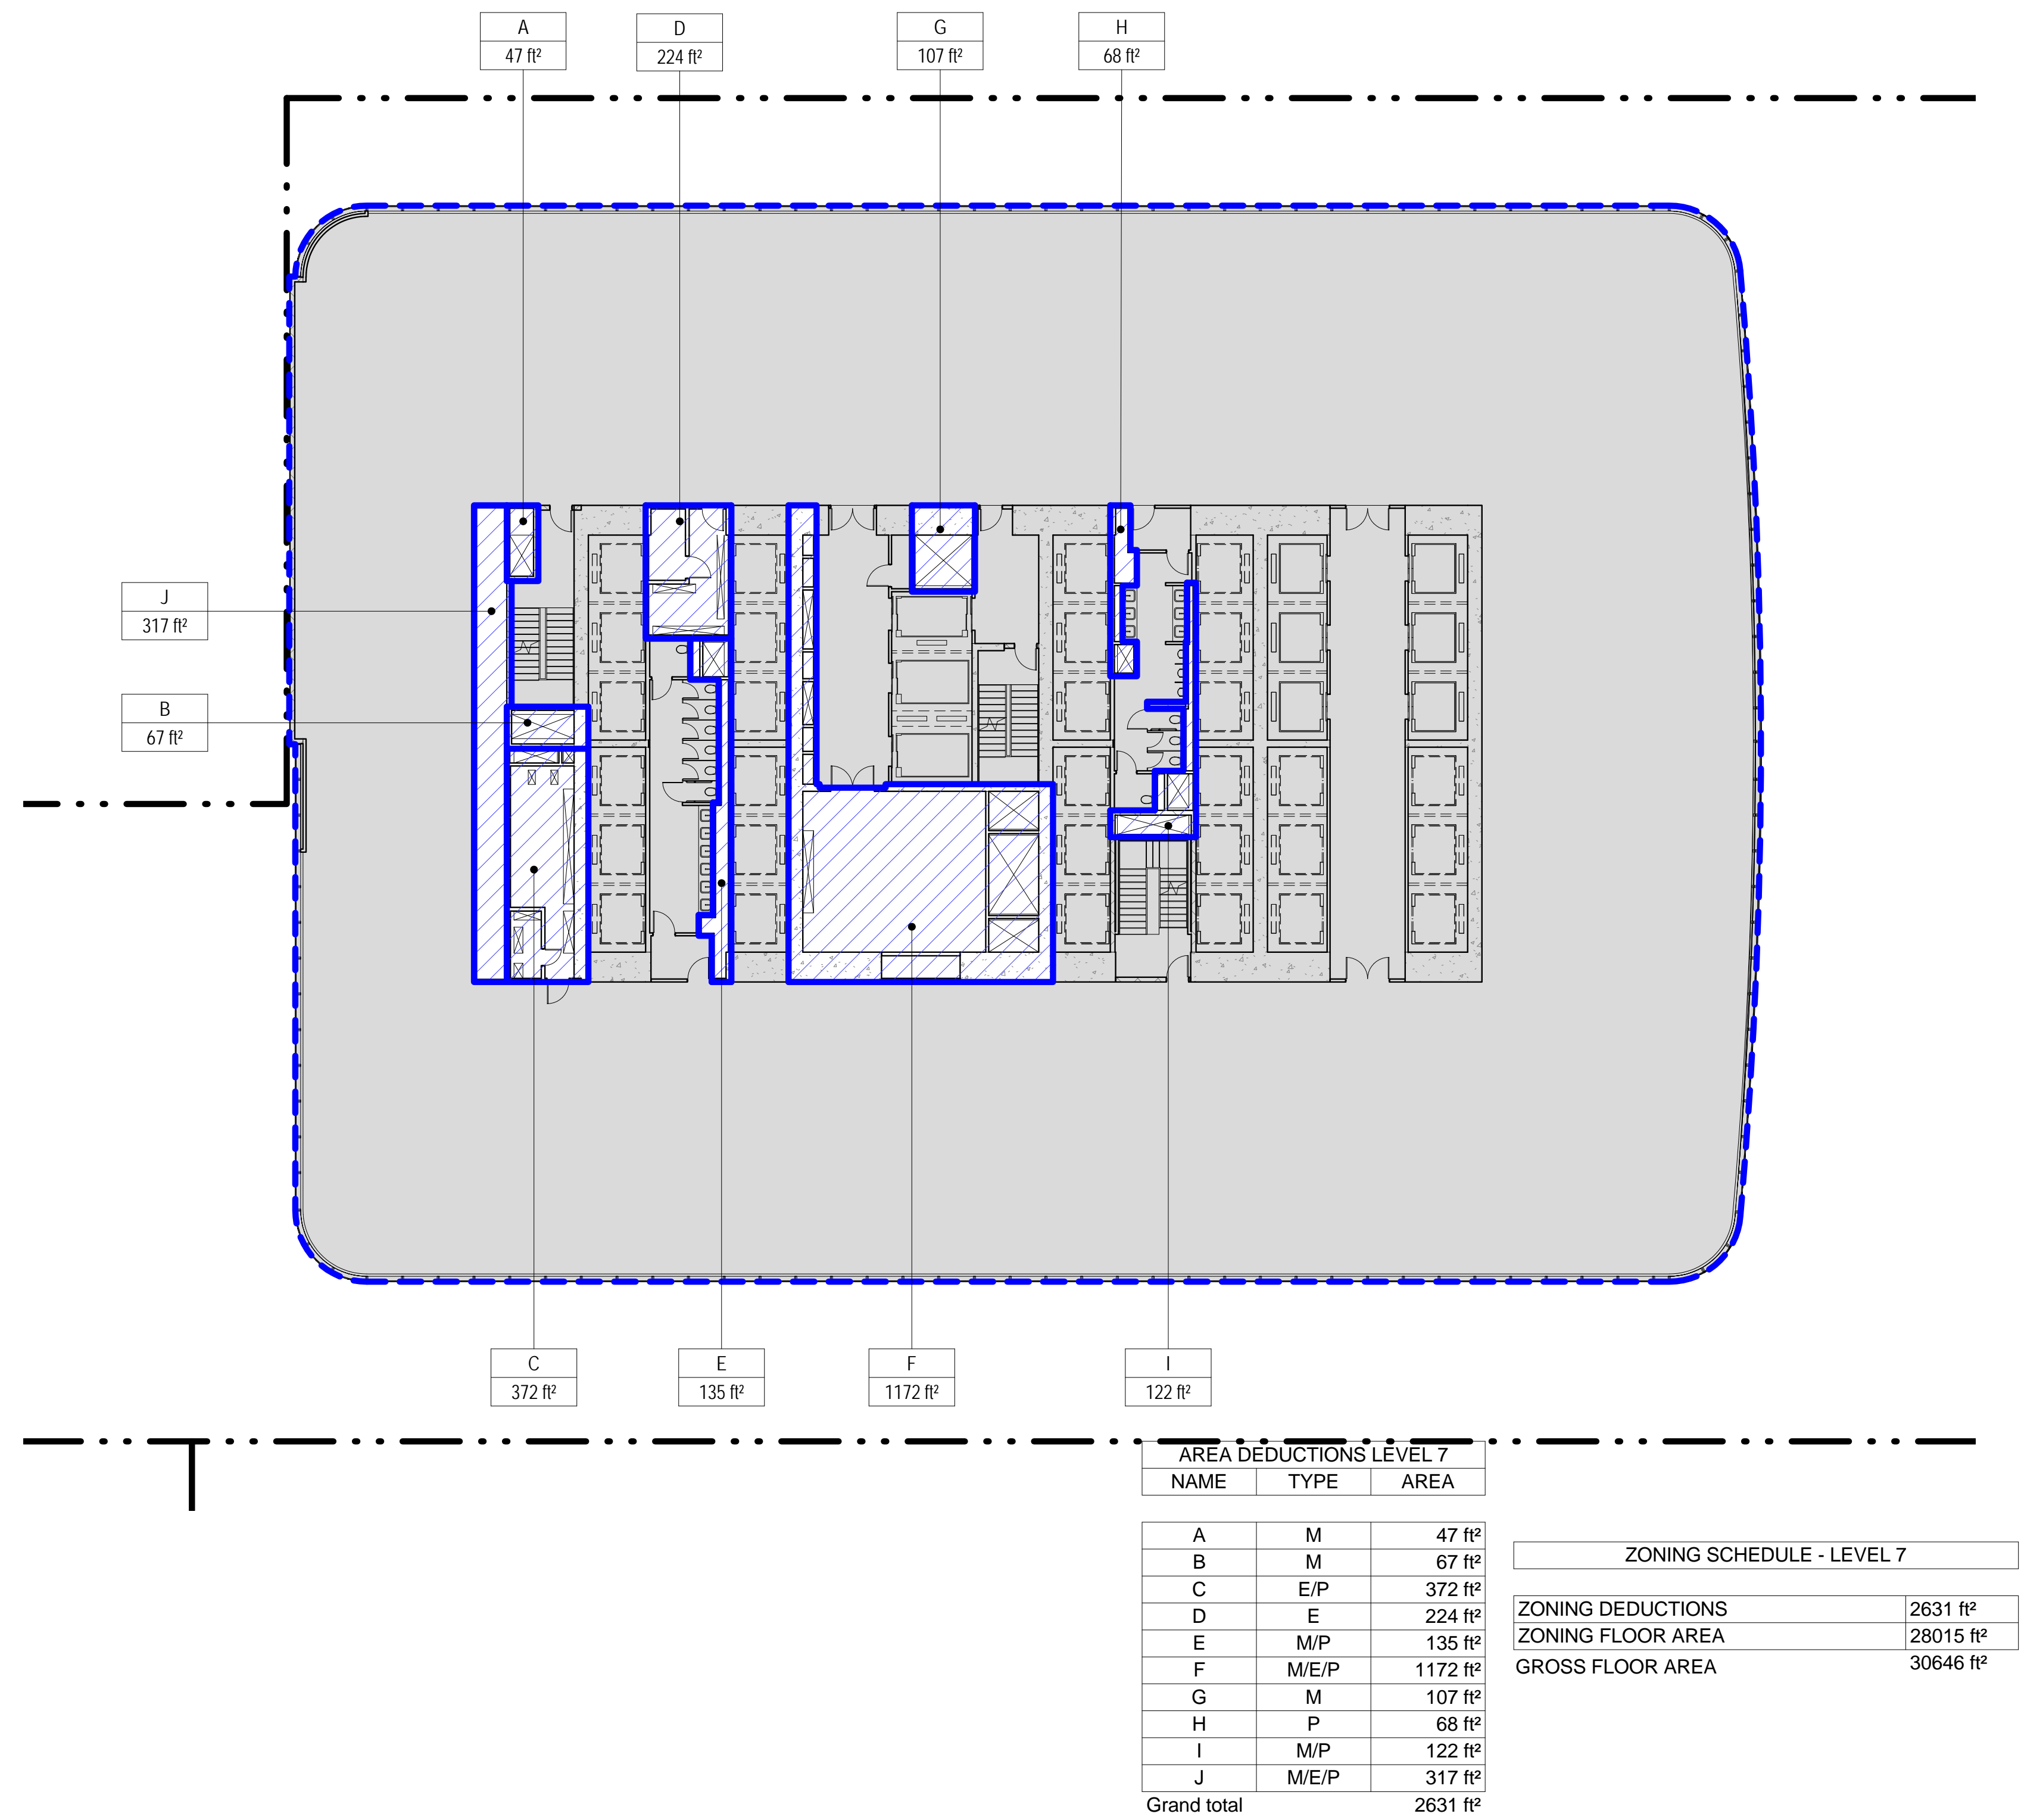 A
47 ft²
D
224 ft²
G
107 ft²
H
68 ft²
J
317 ft²
B
67 ft²
C
372 ft²
E
135 ft²
F
1172 ft²
I
122 ft²
AREA DEDUCTIONS LEVEL 7
NAME TYPE AREA
A M 47 ft²
B M 67 ft²
C E/P 372 ft²
D E 224 ft²
E M/P 135 ft²
F M/E/P 1172 ft²
G M 107 ft²
H P 68 ft²
I M/P 122 ft²
J M/E/P 317 ft²
Grand total 2631 ft²
ZONING SCHEDULE - LEVEL 7
ZONING DEDUCTIONS 2631 ft²
ZONING FLOOR AREA 28015 ft²
GROSS FLOOR AREA 30646 ft²